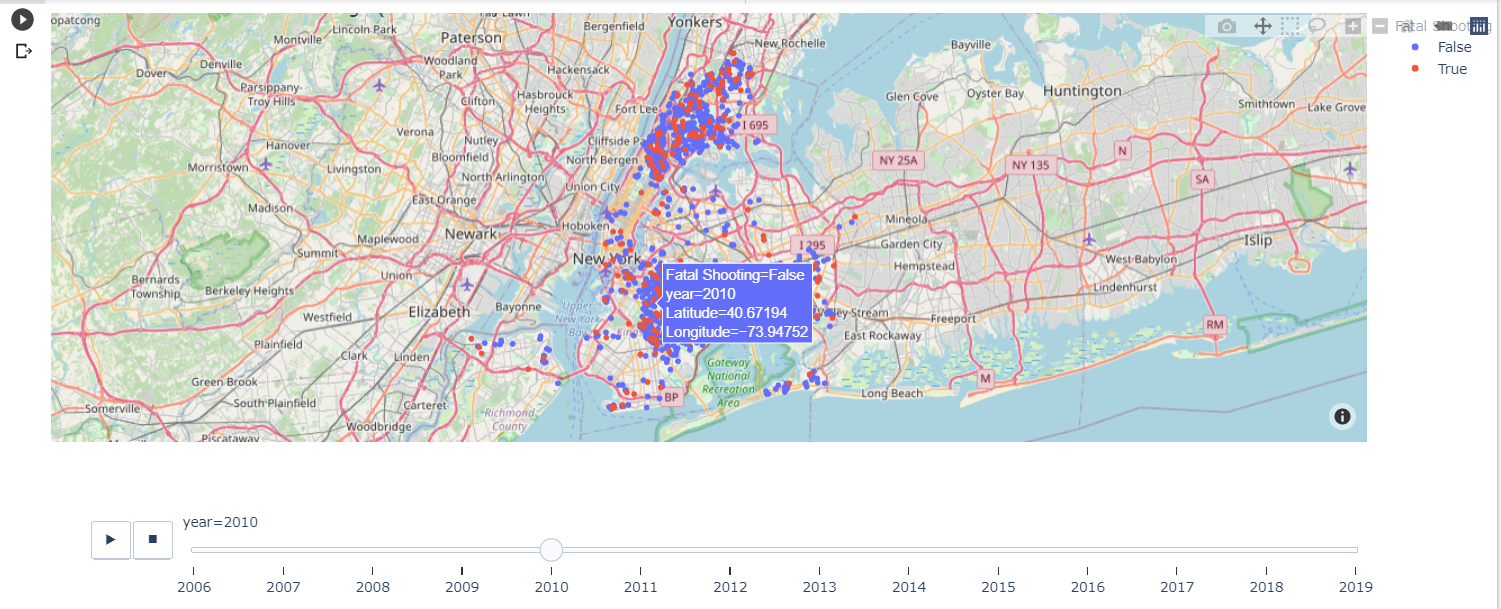 Yonkers
opatcong
Lincoln Park
Montville
Paterson
Bergenfield
New Rochelle
Bayville
Fatal Shooting
False
True
Denville
Dover
Woodland
Park
Hackensack
Parsippany-
Troy Hills
Clifton
Hasbrouck
Heights
Fort Lee
Glen Cove
Oyster Bay
Huntington
Smithtown
Lake Grove
I 695
Verona
Nutley
Hanover
Cliffside Pa
Bloomfield
North Bergen
N
NY 25A
NY 135
Morristown
Livingston
North Arlington
SA
Union City
East Orange
Madison
Hoboken
Mineola
Newark
Maplewood
I 295
Garden City
Islip
Summit
New York
West Babylon
Hempstead
Union
Bernards
Township
Berkeley Heights
Lindenhurst
Fatal Shooting=False
year=2010
Latitude=40.67194
Longitude=−73.94752
Elizabeth
Bayonne
Upper
New York
Bay
Westfield
Valley Stream
Freeport
East Rockaway
RM
Plainfield
Clark
Linden
Gateway
National
Recreation
Area
Green Brook
M
Long Beach
BP
South Plainfield
Carteret
Somerville
Richmond
County
Woodbridge
Piscataway
year=2010
2006 2007 2008 2009 2010 2011 2012 2013 2014 2015 2016 2017 2018 2019